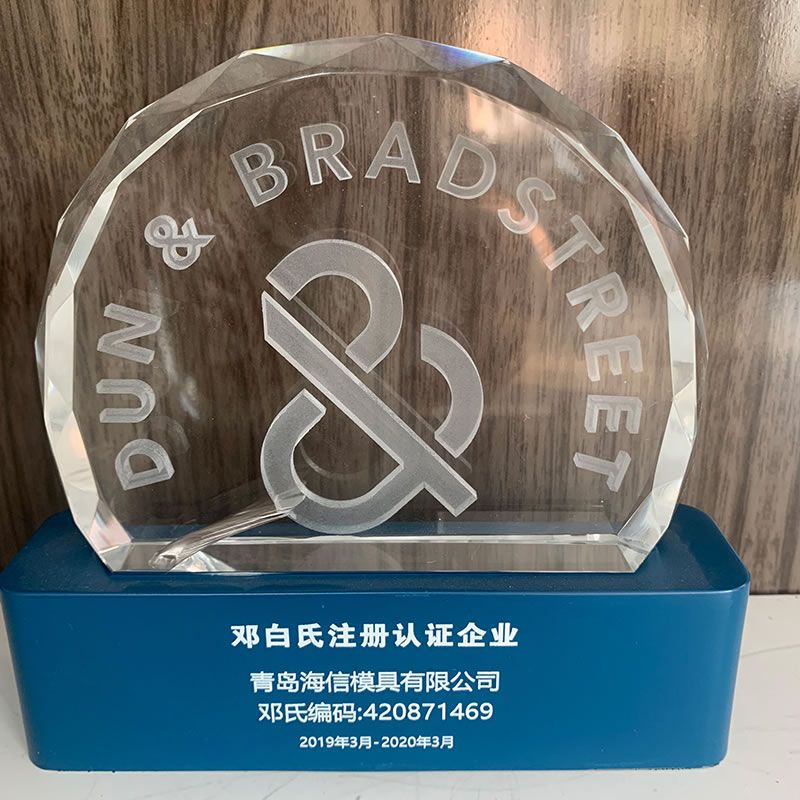 DUN & BRADSTREET
邓白氏注册认证企业
青岛海信模具有限公司
邓氏编码:420871469
2019年3月-2020年3月